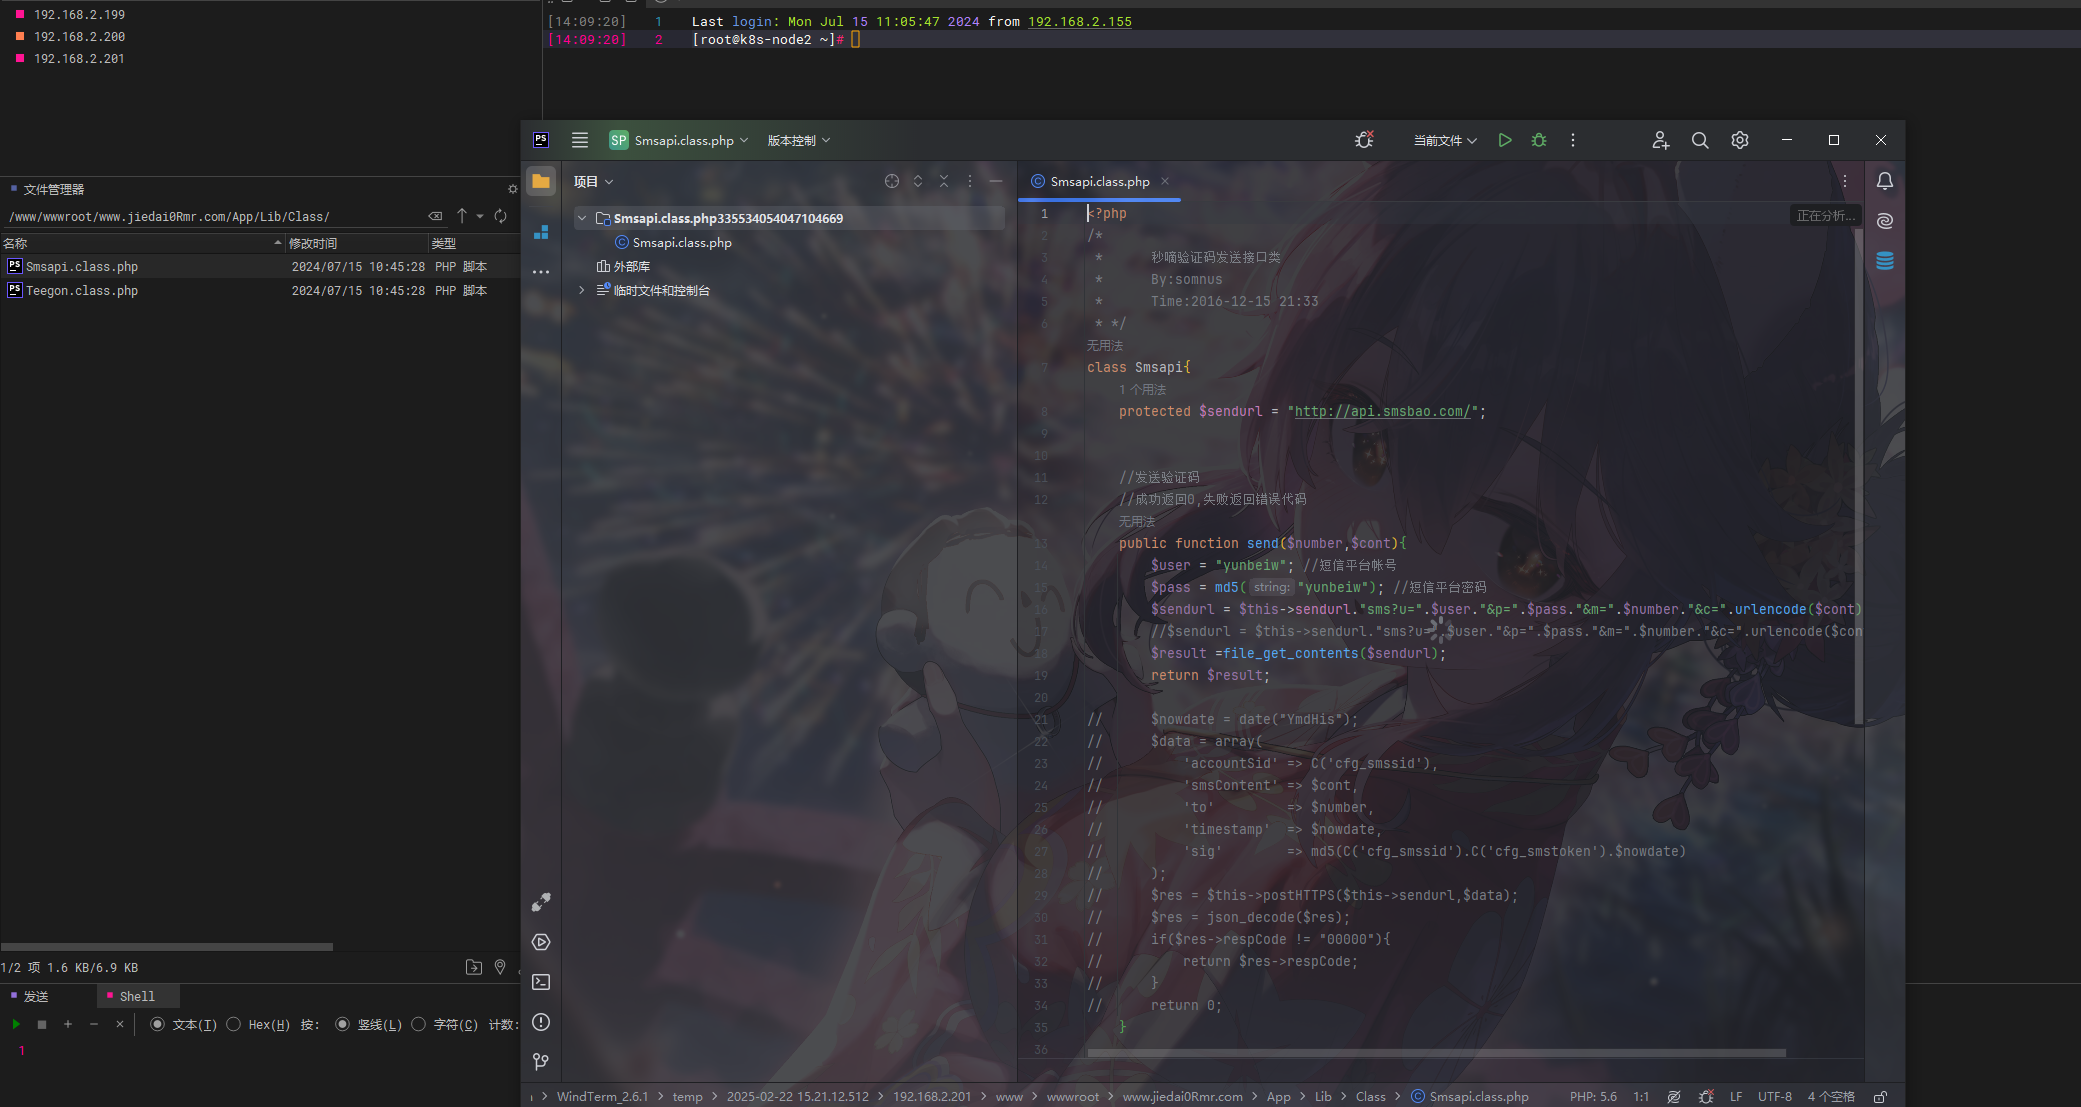 192.168.2.199
192.168.2.200
192.168.2.201
[14:09:20] 1 Last login: Mon Jul 15 11:05:47 2024 from 192.168.2.155
[14:09:20] 2 [root@k8s-node2 ~]#
文件管理器
/www/wwwroot/www.jiedai0Rmr.com/App/Lib/Class/
名称 修改时间 类型
PS Smsapi.class.php 2024/07/15 10:45:28 PHP 脚本
PS Teegon.class.php 2024/07/15 10:45:28 PHP 脚本
1/2 项 1.6 KB/6.9 KB
发送 Shell
文本(T) Hex(H) 按: 竖线(L) 字符(C) 计数:
1
PS SP Smsapi.class.php 版本控制 当前文件
项目
Smsapi.class.php335534054047104669
Smsapi.class.php
外部库
临时文件和控制台
Smsapi.class.php
正在分析...
1 <?php
2 /*
3 * 秒嘀验证码发送接口类
4 * By:somnus
5 * Time:2016-12-15 21:33
6 * */
无用法
7 class Smsapi{
1 个用法
8 protected $sendurl = "http://api.smsbao.com/";
9
10
11 //发送验证码
12 //成功返回0,失败返回错误代码
无用法
13 public function send($number,$cont){
14 $user = "yunbeiw"; //短信平台帐号
15 $pass = md5( string: "yunbeiw"); //短信平台密码
16 $sendurl = $this->sendurl."sms?u=".$user."&p=".$pass."&m=".$number."&c=".urlencode($cont)
17 //$sendurl = $this->sendurl."sms?u=".$user."&p=".$pass."&m=".$number."&c=".urlencode($con
18 $result =file_get_contents($sendurl);
19 return $result;
20
21 // $nowdate = date("YmdHis");
22 // $data = array(
23 // 'accountSid' => C('cfg_smssid'),
24 // 'smsContent' => $cont,
25 // 'to' => $number,
26 // 'timestamp' => $nowdate,
27 // 'sig' => md5(C('cfg_smssid').C('cfg_smstoken').$nowdate)
28 // );
29 // $res = $this->postHTTPS($this->sendurl,$data);
30 // $res = json_decode($res);
31 // if($res->respCode != "00000"){
32 // return $res->respCode;
33 // }
34 // return 0;
35 }
36
WindTerm_2.6.1 > temp > 2025-02-22 15.21.12.512 > 192.168.2.201 > www > wwwroot > www.jiedai0Rmr.com > App > Lib > Class > Smsapi.class.php PHP: 5.6 1:1 LF UTF-8 4 个空格